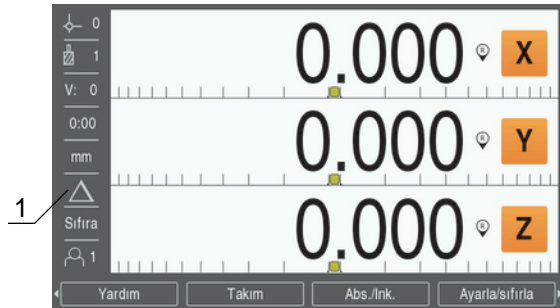 0
0.000 R X
1
V: 0
0:00
0.000 R Y
mm
1
Sıfıra
0.000 R Z
1
Yardım Takım Abs./Ink. Ayarla/sıfırla